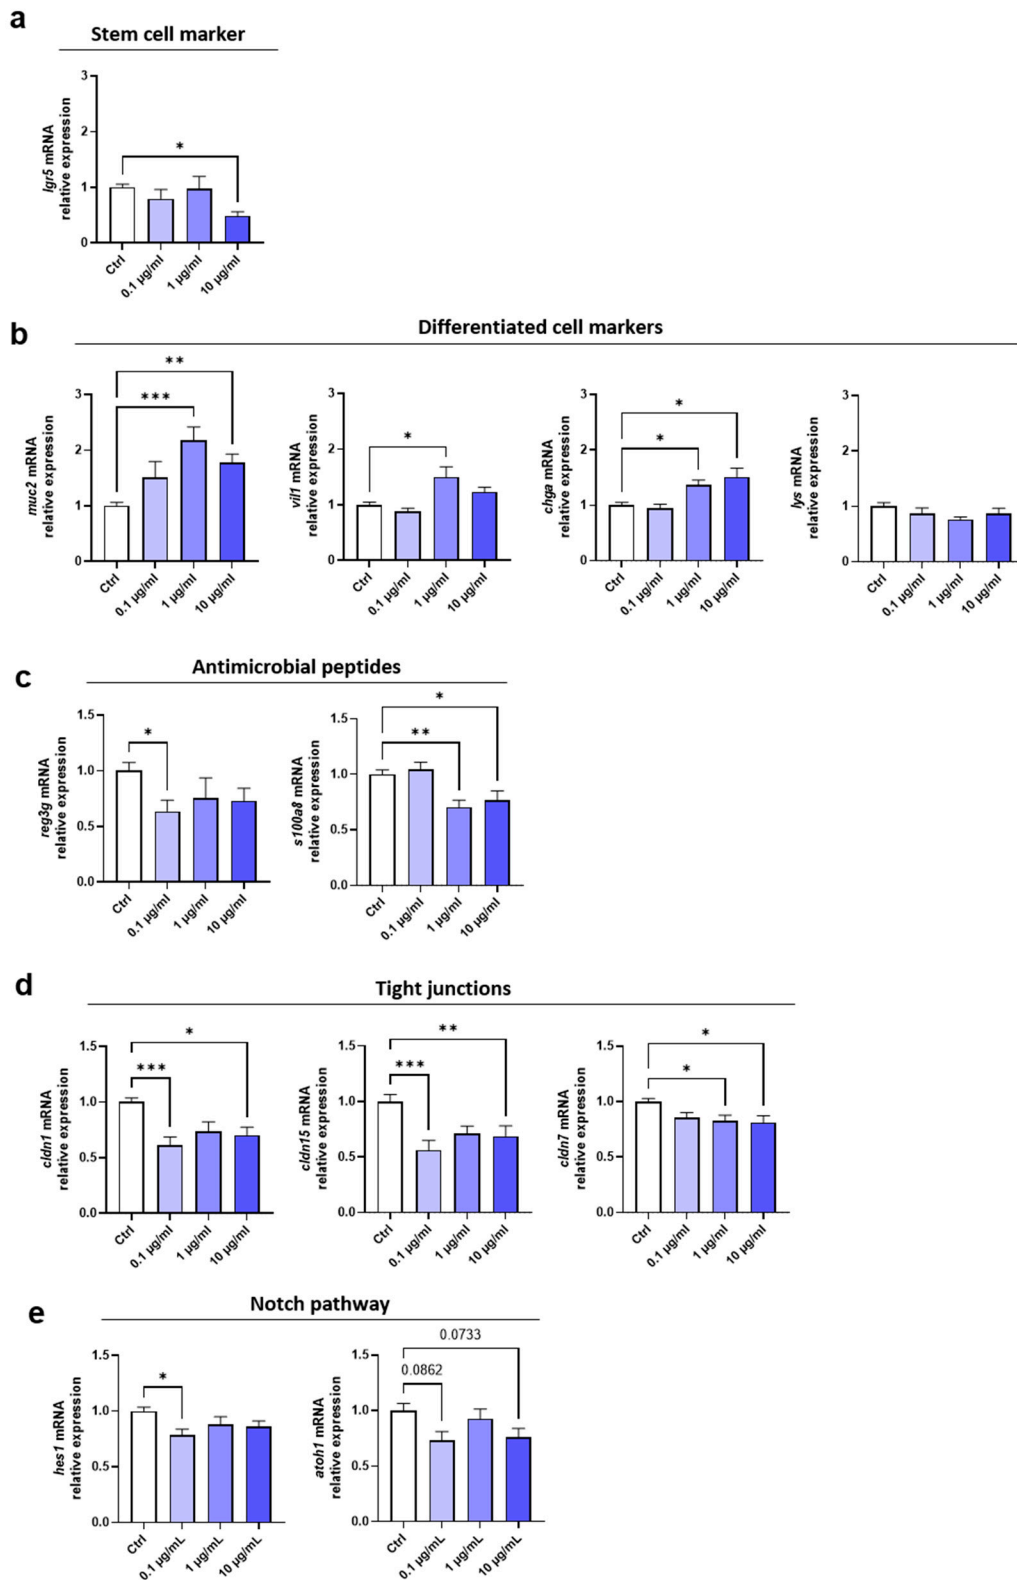 a
Stem cell marker
lgr5 mRNA
relative expression
3
2
1
0
*
Ctrl
0.1 µg/ml
1 µg/ml
10 µg/ml
b
Differentiated cell markers
muc2 mRNA
relative expression
3
2
1
0
**
***
Ctrl
0.1 µg/ml
1 µg/ml
10 µg/ml
vil1 mRNA
relative expression
3
2
1
0
*
Ctrl
0.1 µg/ml
1 µg/ml
10 µg/ml
chga mRNA
relative expression
3
2
1
0
*
*
Ctrl
0.1 µg/ml
1 µg/ml
10 µg/ml
lys mRNA
relative expression
3
2
1
0
Ctrl
0.1 µg/ml
1 µg/ml
10 µg/ml
c
Antimicrobial peptides
reg3g mRNA
relative expression
1.5
1.0
0.5
0.0
*
Ctrl
0.1 µg/ml
1 µg/ml
10 µg/ml
s100a8 mRNA
relative expression
1.5
1.0
0.5
0.0
*
**
Ctrl
0.1 µg/ml
1 µg/ml
10 µg/ml
d
Tight junctions
cldn1 mRNA
relative expression
1.5
1.0
0.5
0.0
*
***
Ctrl
0.1 µg/ml
1 µg/ml
10 µg/ml
cldn15 mRNA
relative expression
1.5
1.0
0.5
0.0
**
***
Ctrl
0.1 µg/ml
1 µg/ml
10 µg/ml
cldn7 mRNA
relative expression
1.5
1.0
0.5
0.0
*
*
Ctrl
0.1 µg/ml
1 µg/ml
10 µg/ml
e
Notch pathway
hes1 mRNA
relative expression
1.5
1.0
0.5
0.0
*
Ctrl
0.1 µg/mL
1 µg/mL
10 µg/mL
atoh1 mRNA
relative expression
1.5
1.0
0.5
0.0
0.0733
0.0862
Ctrl
0.1 µg/mL
1 µg/mL
10 µg/mL